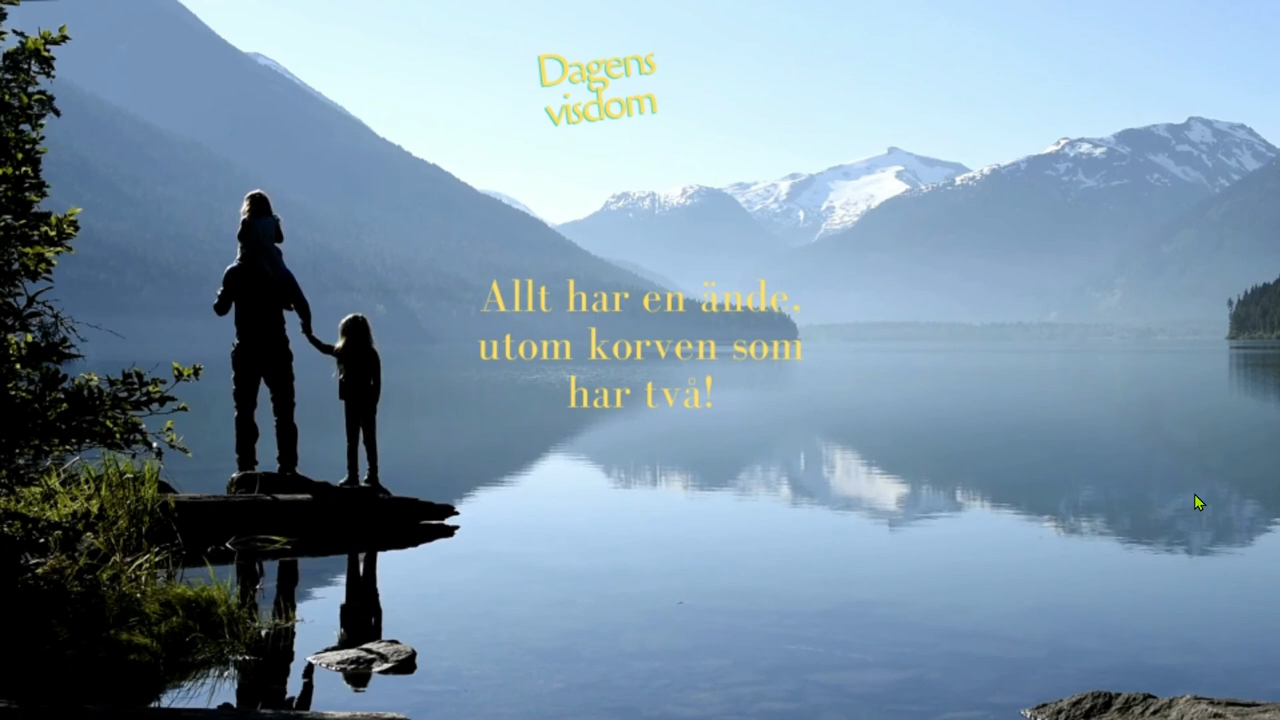 Dagens
visdom
Allt har en ände,
utom korven som
har två!